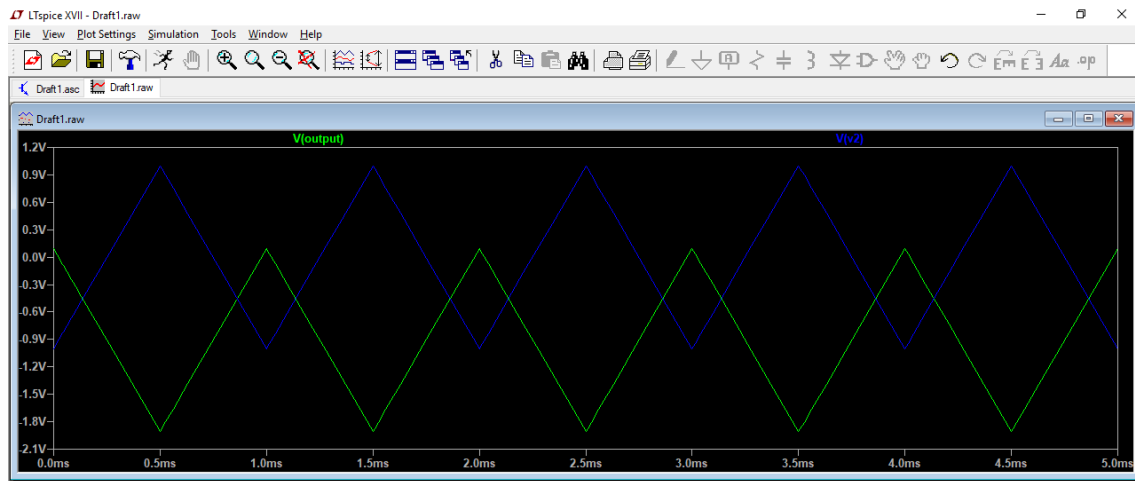 LTspice XVII - Draft1.raw
File View Plot Settings Simulation Tools Window Help
A Aa .op
Draft1.asc Draft1.raw
Draft1.raw
V(output) V(v2)
1.2V
0.9V
0.6V
0.3V
0.0V
-0.3V
-0.6V
-0.9V
-1.2V
-1.5V
-1.8V
-2.1V
0.0ms 0.5ms 1.0ms 1.5ms 2.0ms 2.5ms 3.0ms 3.5ms 4.0ms 4.5ms 5.0ms